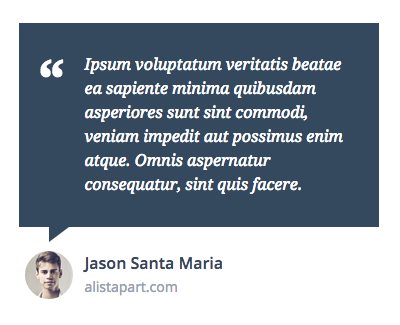 “ Ipsum voluptatum veritatis beatae
ea sapiente minima quibusdam
asperiores sunt sint commodi,
veniam impedit aut possimus enim
atque. Omnis aspernatur
consequatur, sint quis facere.
Jason Santa Maria
alistapart.com